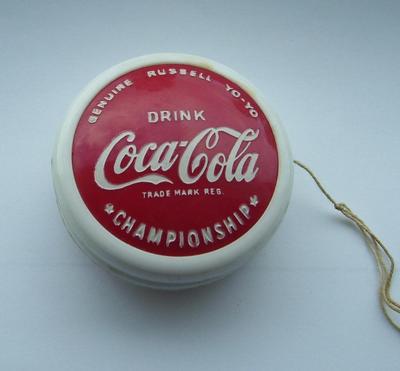 GENUINE RUSSELL YO-YO
DRINK
Coca-Cola
TRADE MARK REG.
★CHAMPIONSHIP★